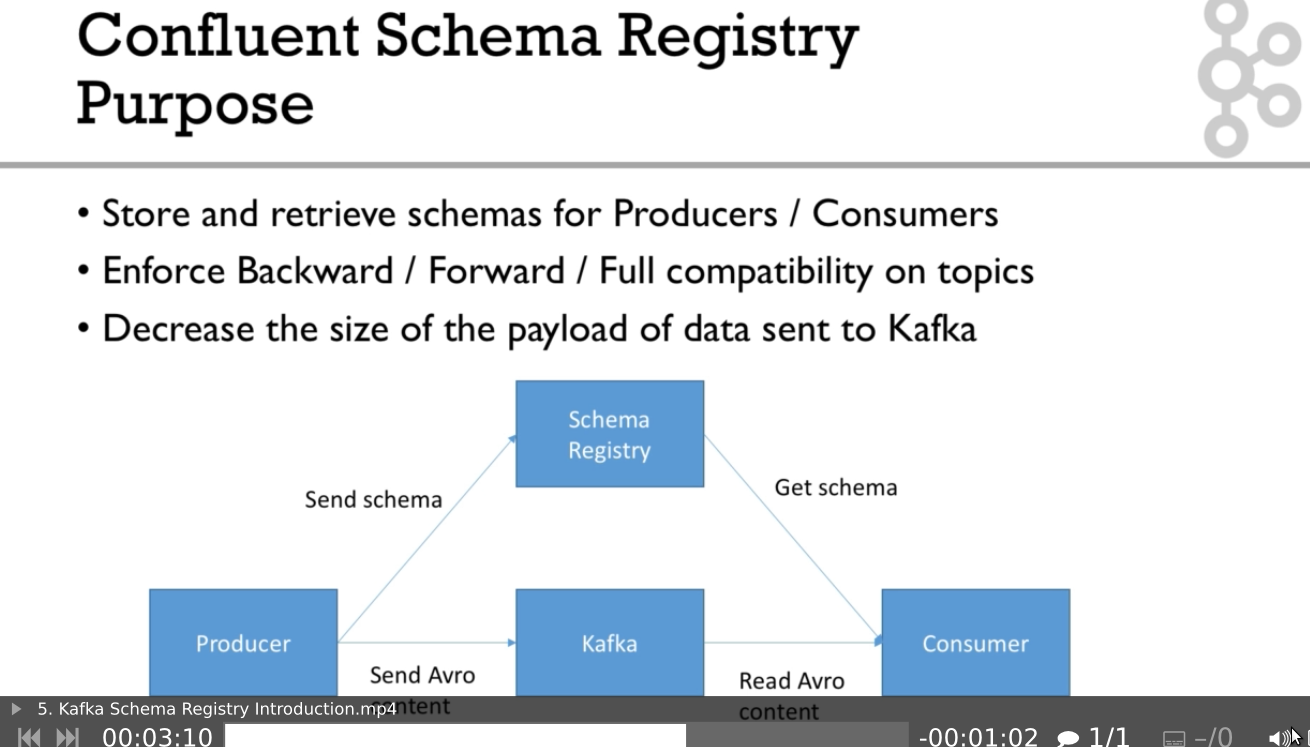 Confluent Schema Registry
Purpose
• Store and retrieve schemas for Producers / Consumers
• Enforce Backward / Forward / Full compatibility on topics
• Decrease the size of the payload of data sent to Kafka
Schema
Registry
Send schema
Get schema
Producer
Kafka
Consumer
Send Avro
content
Read Avro
content
5. Kafka Schema Registry Introduction.mp4
00:03:10
-00:01:02
1/1
–/0